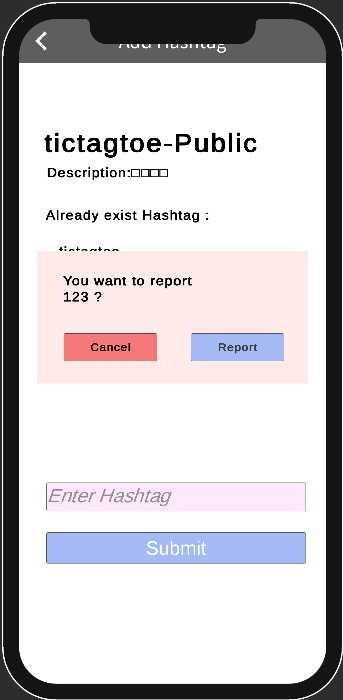 Add Hashtag
tictagtoe-Public
Description:□□□□
Already exist Hashtag :
tictagtoe
You want to report
123 ?
Cancel
Report
Enter Hashtag
Submit